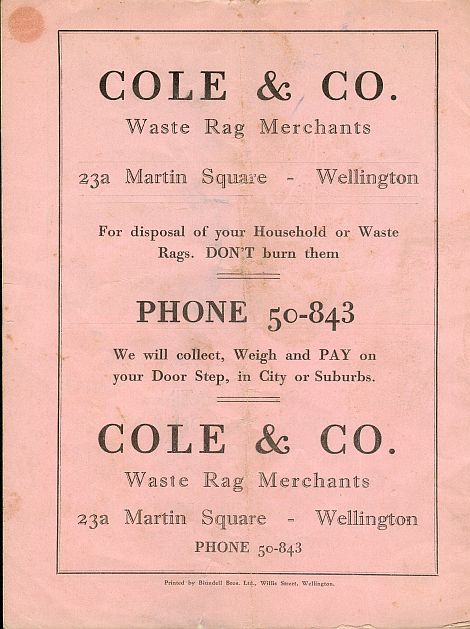 COLE & CO.
Waste Rag Merchants
23a Martin Square - Wellington
For disposal of your Household or Waste
Rags. DON'T burn them
PHONE 50-843
We will collect, Weigh and PAY on
your Door Step, in City or Suburbs.
COLE & CO.
Waste Rag Merchants
23a Martin Square - Wellington
PHONE 50-843
Printed by Blundell Bros. Ltd., Willis Street, Wellington.